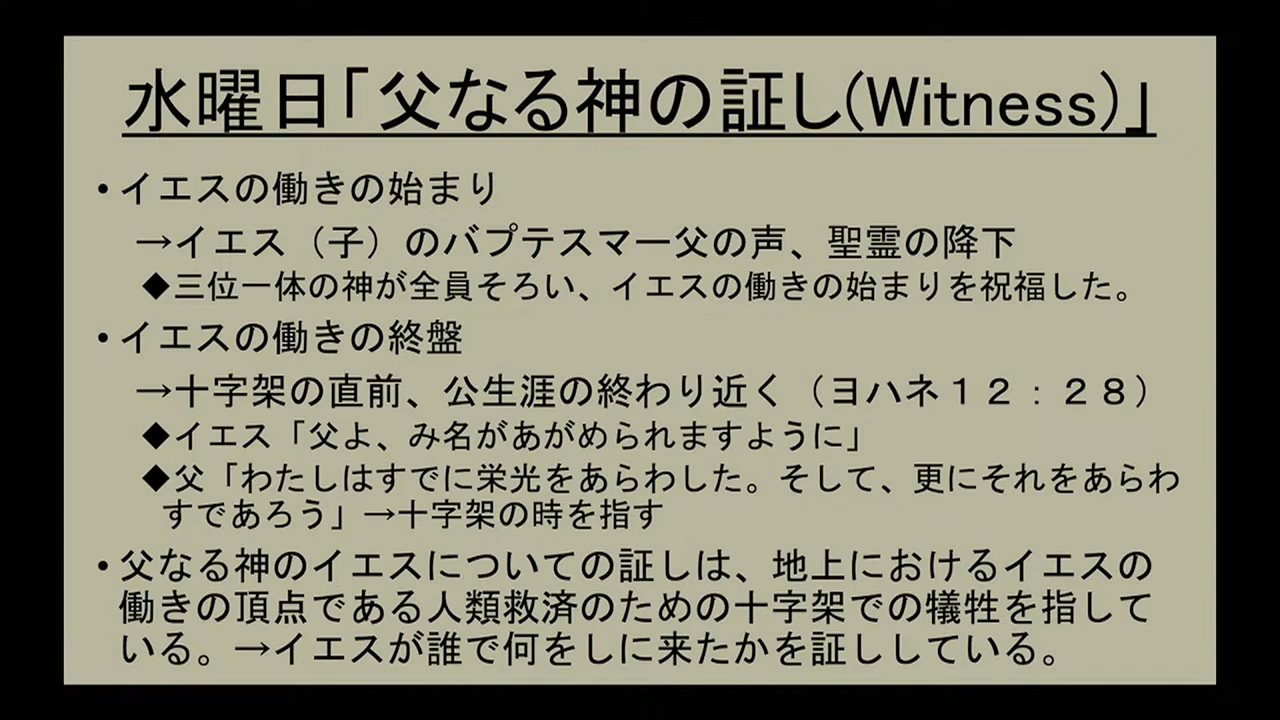 水曜日「父なる神の証し(Witness)」
・イエスの働きの始まり
→イエス（子）のバプテスマー父の声、聖霊の降下
◆三位一体の神が全員そろい、イエスの働きの始まりを祝福した。
・イエスの働きの終盤
→十字架の直前、公生涯の終わり近く（ヨハネ１２：２８）
◆イエス「父よ、み名があがめられますように」
◆父「わたしはすでに栄光をあらわした。そして、更にそれをあらわ
すであろう」→十字架の時を指す
・父なる神のイエスについての証しは、地上におけるイエスの
働きの頂点である人類救済のための十字架での犠牲を指して
いる。→イエスが誰で何をしに来たかを証ししている。